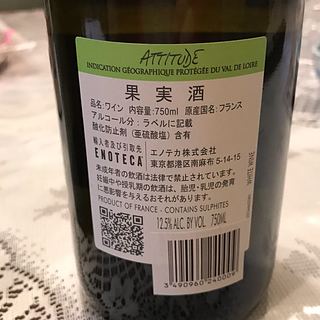 ATTITUDE
INDICATION GÉOGRAPHIQUE PROTÉGÉE DU VAL DE LOIRE
果実酒
品名:ワイン 内容量:750ml 原産国名:フランス
アルコール分:ラベルに記載
酸化防止剤(亜硫酸塩)含有
輸入者及び引取先
ENOTECA
エノテカ株式会社
東京都港区南麻布 5-14-15
未成年者の飲酒は法律で禁止されています。
妊娠中や授乳期の飲酒は、胎児・乳児の発育
に悪影響を与えるおそれがあります。
PRODUCT OF FRANCE - CONTAINS SULPHITES
12.5% ALC. BY VOL 750ML
3 490960 240009
WHITE WINE